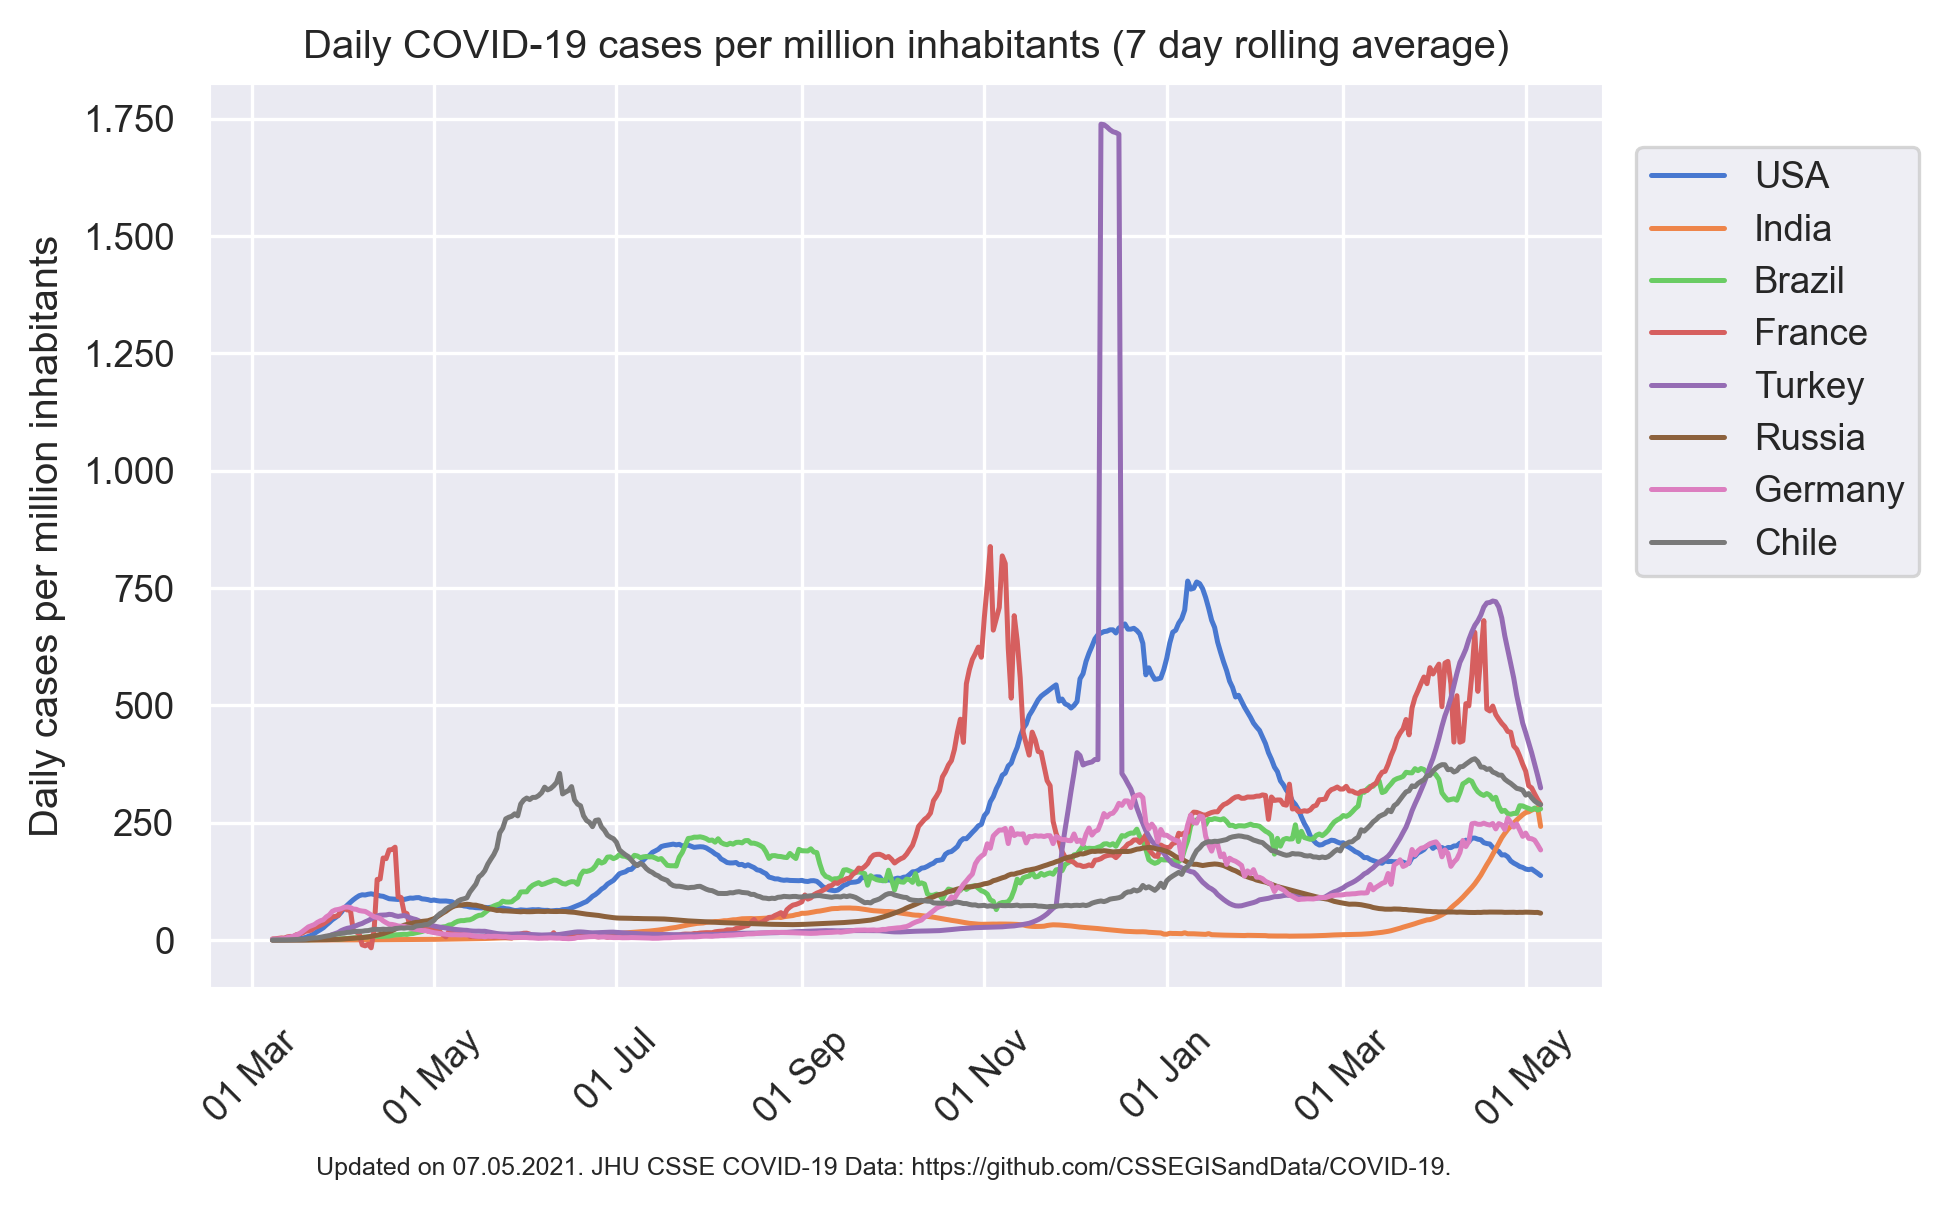 Daily COVID-19 cases per million inhabitants (7 day rolling average)
Daily cases per million inhabitants
1.750
1.500
1.250
1.000
750
500
250
0
01 Mar
01 May
01 Jul
01 Sep
01 Nov
01 Jan
01 Mar
01 May
USA
India
Brazil
France
Turkey
Russia
Germany
Chile
Updated on 07.05.2021. JHU CSSE COVID-19 Data: https://github.com/CSSEGISandData/COVID-19.